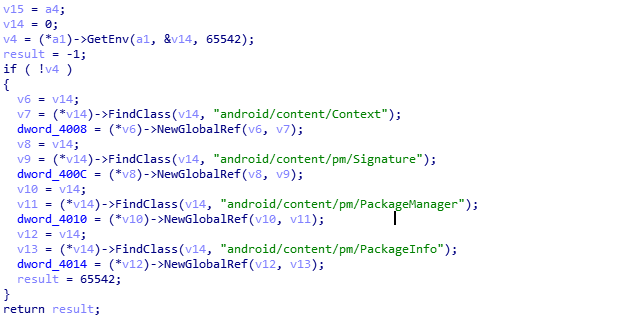 v15 = a4;
v14 = 0;
v4 = (*a1)->GetEnv(a1, &v14, 65542);
result = -1;
if ( !v4 )
{
  v6 = v14;
  v7 = (*v14)->FindClass(v14, "android/content/Context");
  dword_4008 = (*v6)->NewGlobalRef(v6, v7);
  v8 = v14;
  v9 = (*v14)->FindClass(v14, "android/content/pm/Signature");
  dword_400C = (*v8)->NewGlobalRef(v8, v9);
  v10 = v14;
  v11 = (*v14)->FindClass(v14, "android/content/pm/PackageManager");
  dword_4010 = (*v10)->NewGlobalRef(v10, v11);
  v12 = v14;
  v13 = (*v14)->FindClass(v14, "android/content/pm/PackageInfo");
  dword_4014 = (*v12)->NewGlobalRef(v12, v13);
  result = 65542;
}
return result;